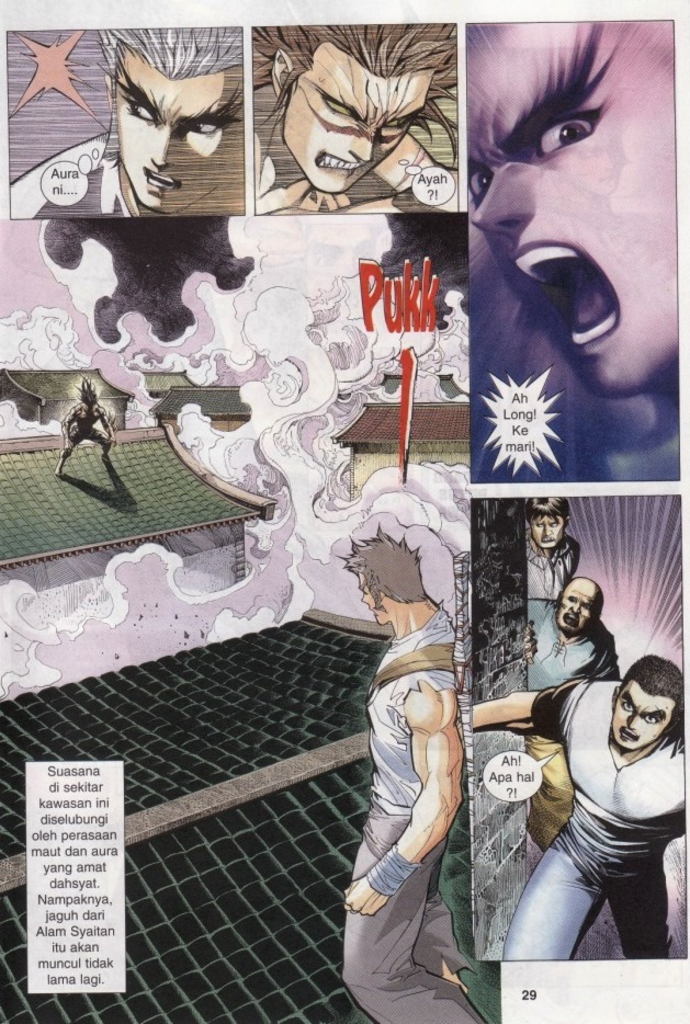 Aura
ni....
Ayah
?!
Ah
Long!
Ke
mari!
Pukk
!
Ah!
Apa hal
?!
Suasana
di sekitar
kawasan ini
diselubungi
oleh perasaan
maut dan aura
yang amat
dahsyat.
Nampaknya,
jaguh dari
Alam Syaitan
itu akan
muncul tidak
lama lagi.
29